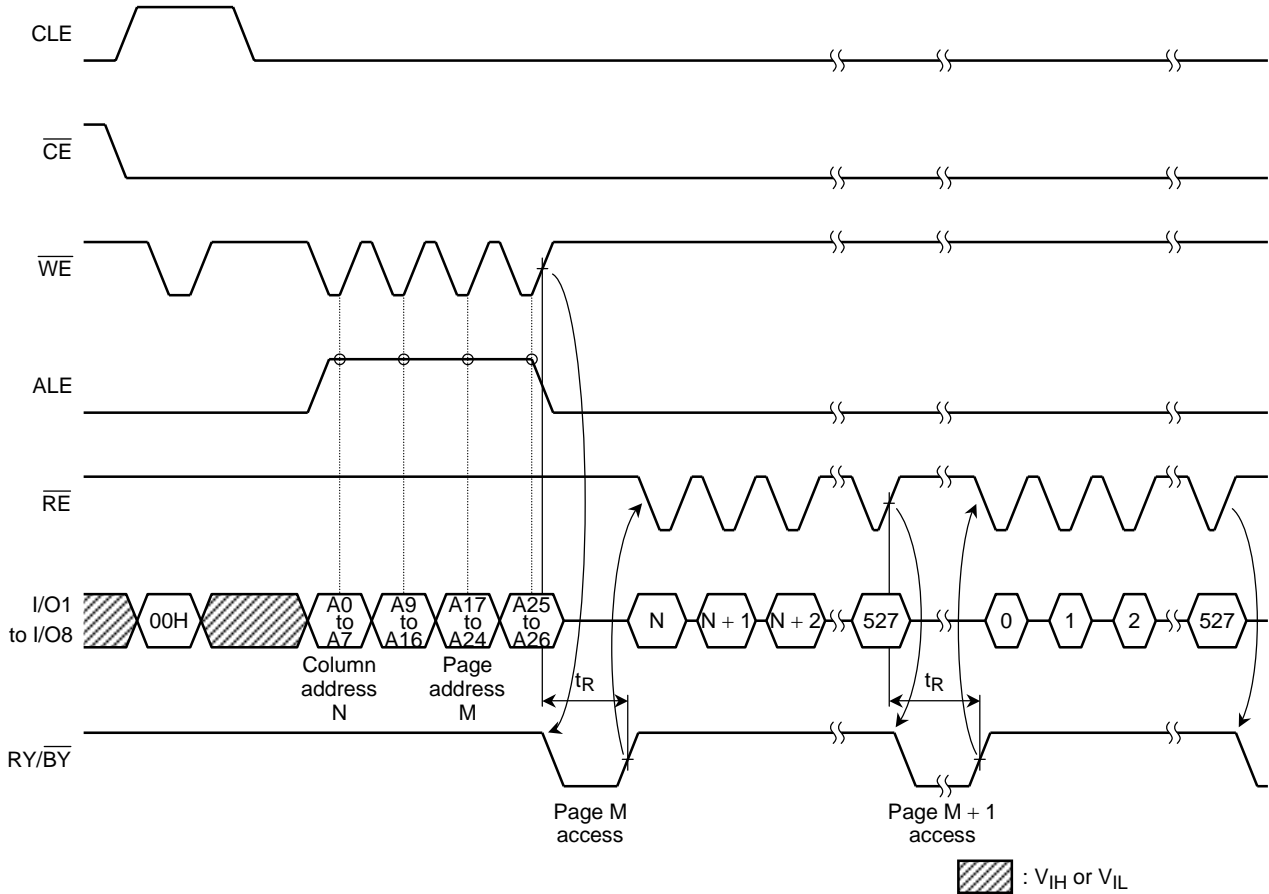 CLE
CE
WE
ALE
RE
I/O1
to I/O8
00H
A0
to
A7
A9
to
A16
A17
to
A24
A25
to
A26
N
N + 1
N + 2
527
0
1
2
527
Column
address
N
Page
address
M
tR
tR
RY/BY
Page M
access
Page M + 1
access
: VIH or VIL